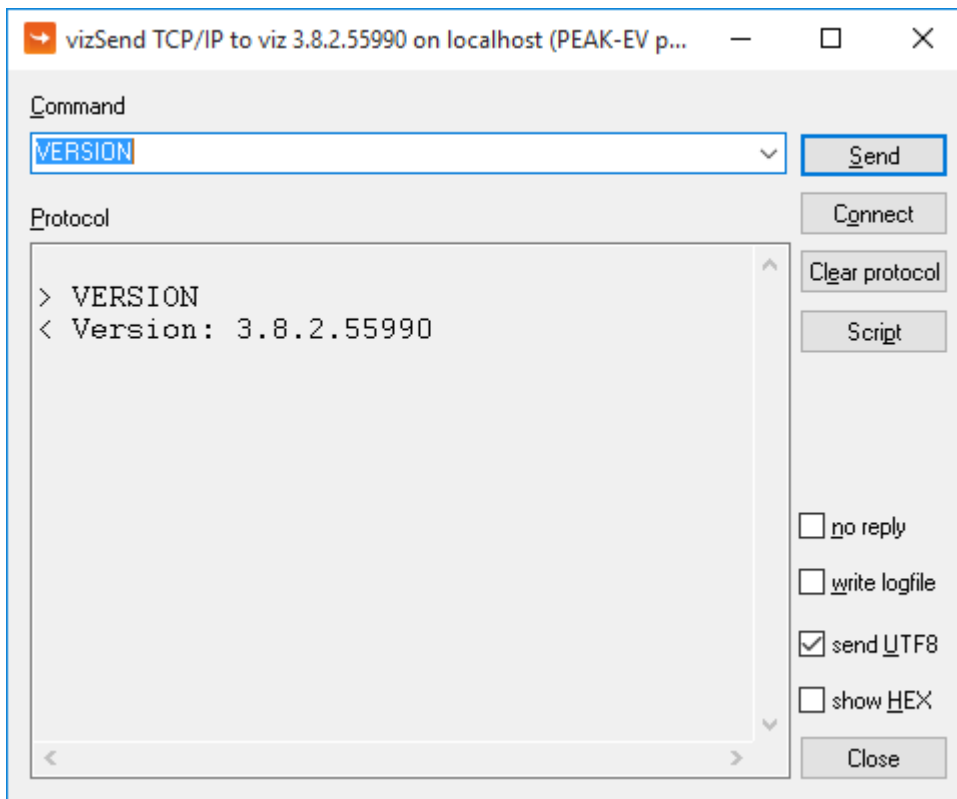 vizSend TCP/IP to viz 3.8.2.55990 on localhost (PEAK-EV p...
Command
VERSION
Send
Protocol
Connect
Clear protocol
Script
> VERSION
< Version: 3.8.2.55990
no reply
write logfile
send UTF8
show HEX
Close